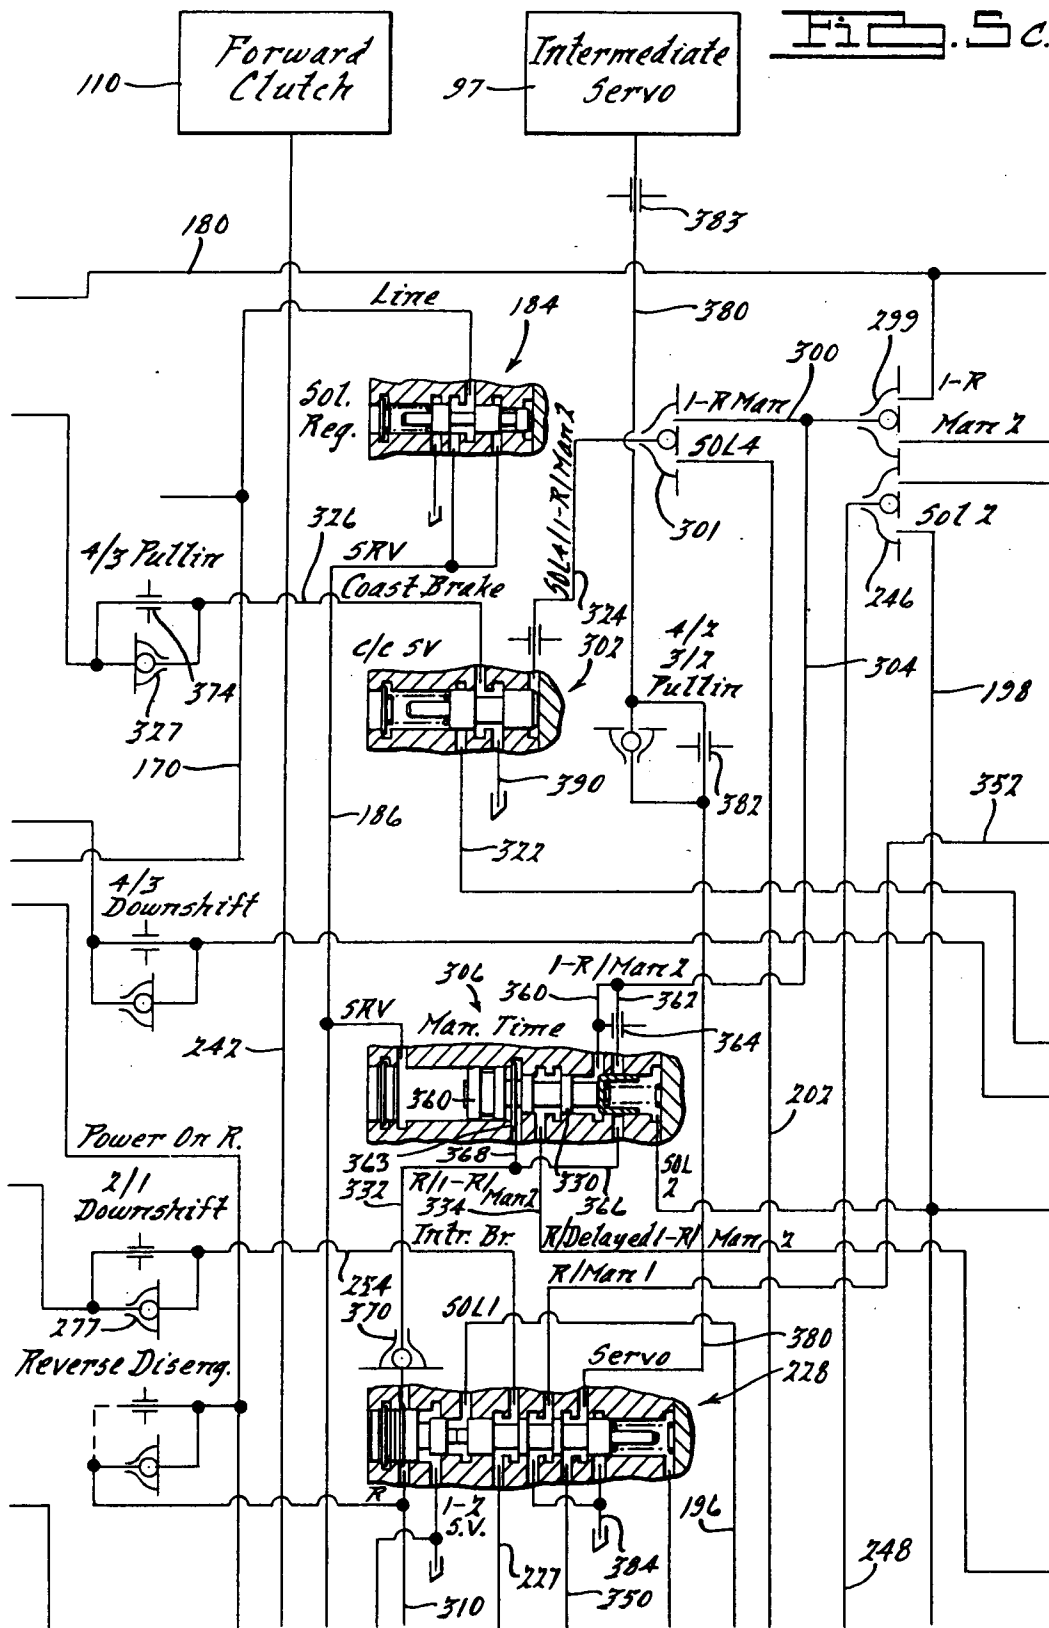 Fig. 5c.
Forward
Clutch
110
Intermediate
Servo
97
383
180
Line
184
380
299
300
1-R
Sol.
Reg.
1-R Man
Man 2
SOL4
SOL4/1-R/Man 2
301
Sol 2
326
SRV
4/3 Pullin
Coast Brake
324
246
C/C SV
302
4/2
3/2
Pullin
304
374
198
327
170
390
382
352
186
322
4/3
Downshift
1-R/Man 2
306
360
362
SRV
Man. Time
364
242
360
202
Power On R.
363
368
SOL
2
332
R/1-R/Man2
330
366
2/1
Downshift
334
Intr. Br.
R/Delayed 1-R/ Man 2
R/Man 1
254
370
SOL1
277
380
Reverse Diseng.
Servo
228
R
1-2
S.V.
196
384
227
248
310
350